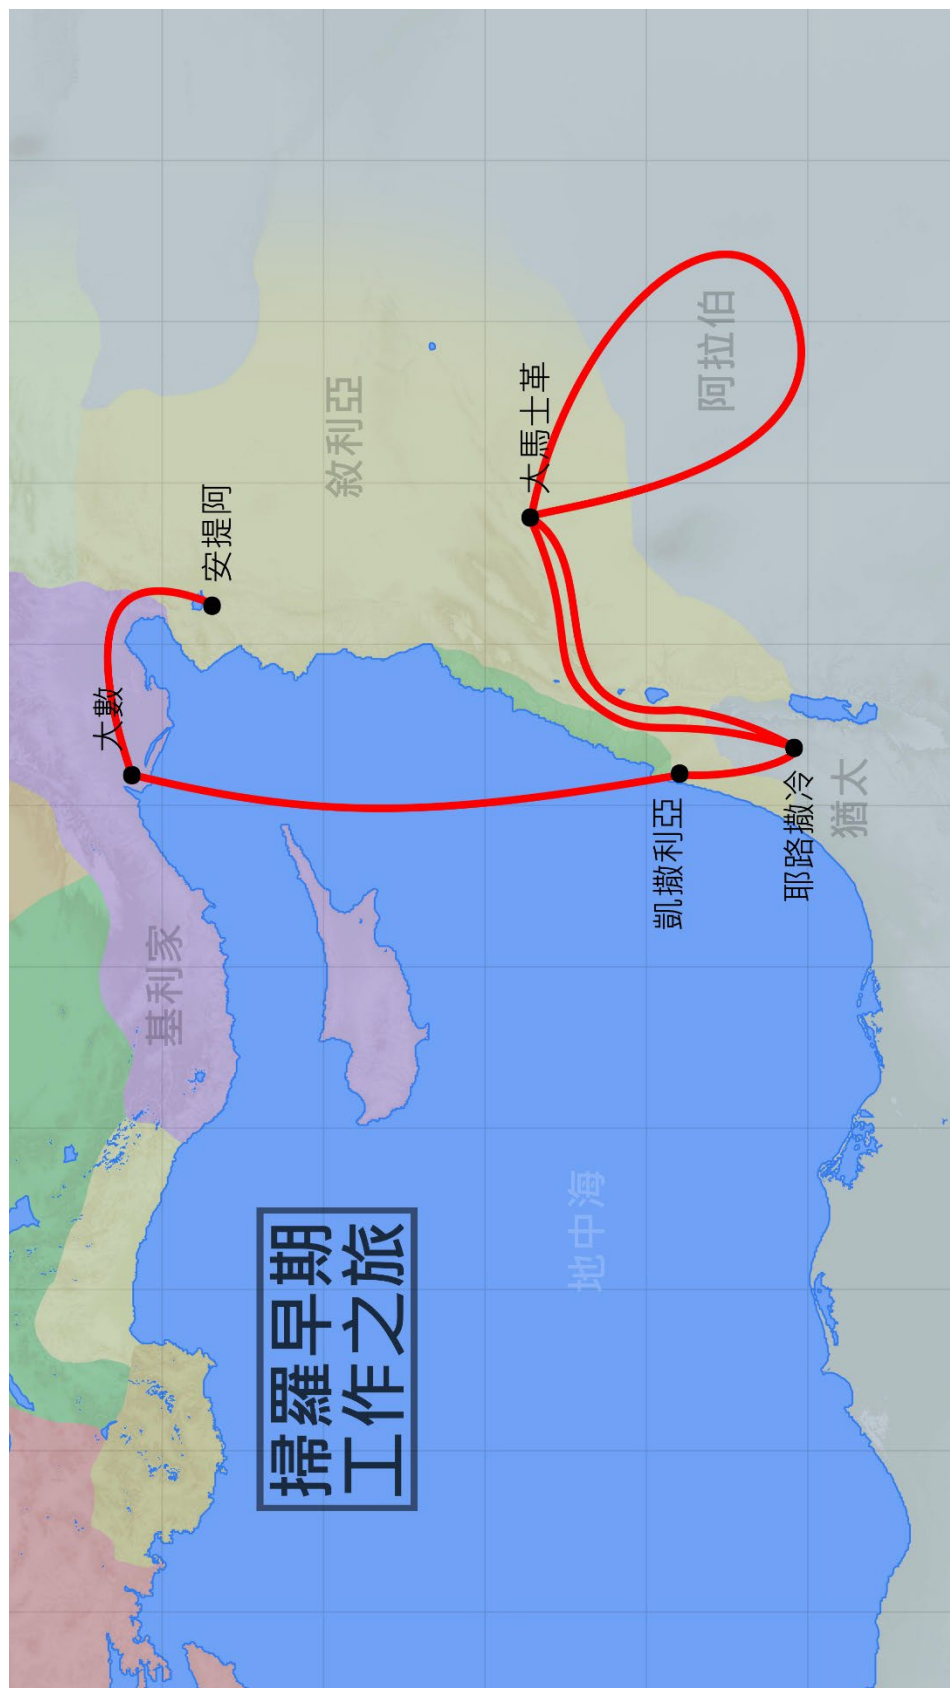 掃羅早期
工作之旅
基利家
大數
安提阿
敘利亞
大馬士革
阿拉伯
地中海
凱撒利亞
耶路撒冷
猶太